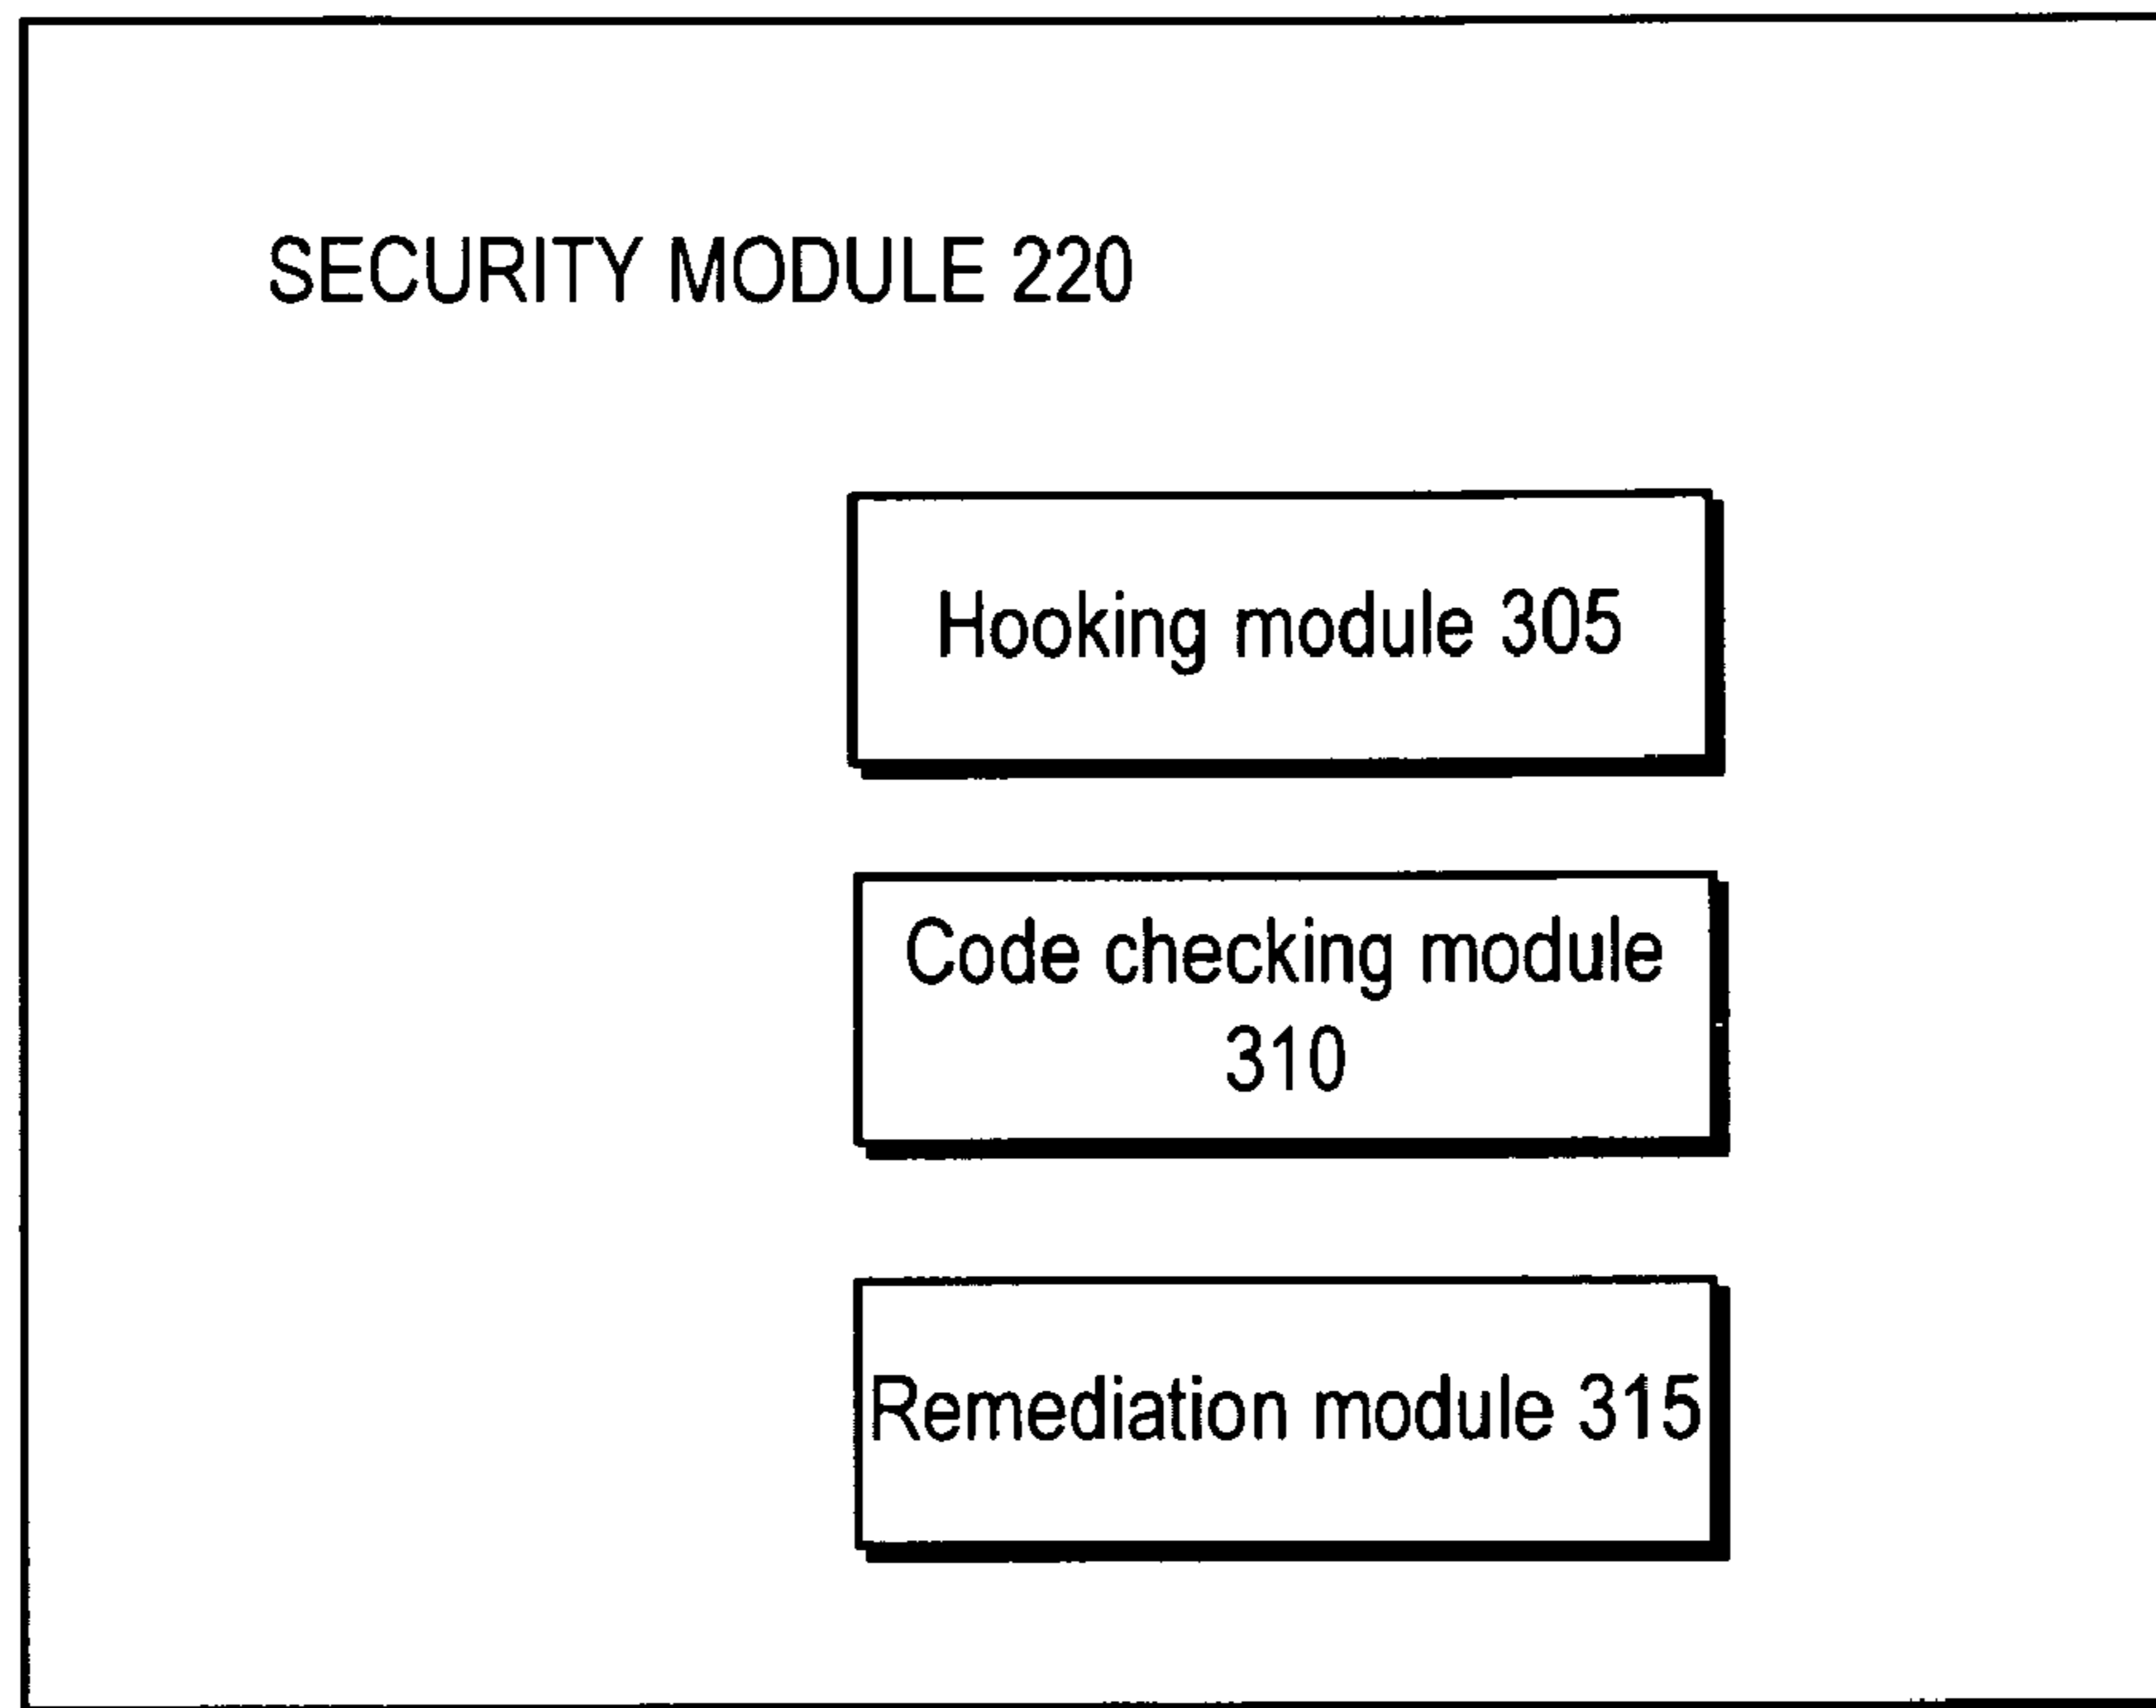 SECURITY MODULE 220
Hooking module 305
Code checking module
310
Remediation module 315